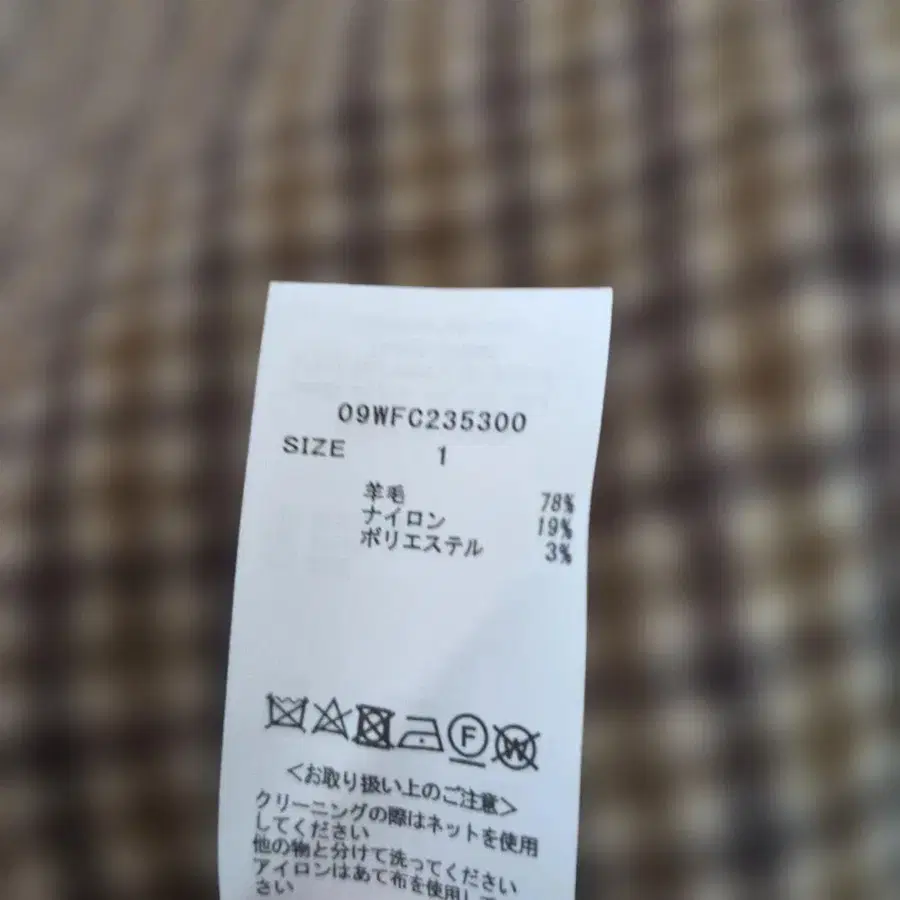 09WFC235300
SIZE 1
羊毛 78%
ナイロン 19%
ポリエステル 3%
F W
<お取り扱い上のご注意>
クリーニングの際はネットを使用
してください
他の物と分けて洗ってください
アイロンはあて布を使用して
さい